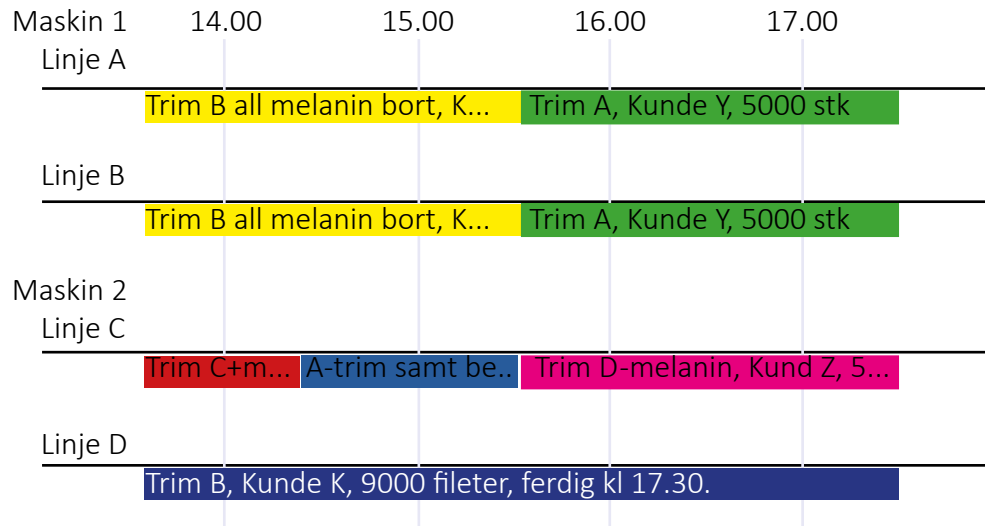 Maskin 1 14.00 15.00 16.00 17.00
Linje A
Trim B all melanin bort, K... Trim A, Kunde Y, 5000 stk
Linje B
Trim B all melanin bort, K... Trim A, Kunde Y, 5000 stk
Maskin 2
Linje C
Trim C+m... A-trim samt be.. Trim D-melanin, Kund Z, 5...
Linje D
Trim B, Kunde K, 9000 fileter, ferdig kl 17.30.